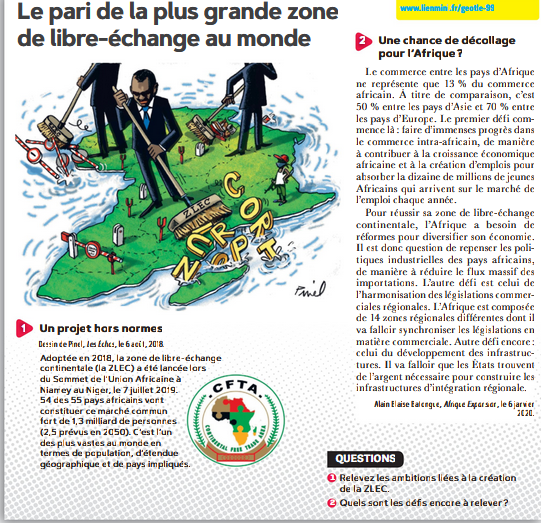 Le pari de la plus grande zone
de libre-échange au monde
www.lienmini.fr/geotle-99
ZLEC
1 Un projet hors normes
Dessin de Pinel, Les Echos, le 6 août, 2018.
Adoptée en 2018, la zone de libre-échange
continentale (la ZLEC) a été lancée lors
du Sommet de l'Union Africaine à
Namey au Niger, le 7 juillet 2019.
54 des 55 pays africains vont
constituer ce marché commun
fort de 1,3 milliard de personnes
(2,5 prévus en 2050). C'est l'un
des plus vastes au monde en
termes de population, d'étendue
géographique et de pays impliqués.
Pinel
CFTA.
CONTINENTAL FREE TRADE AREA
2 Une chance de décollage
pour l'Afrique ?
Le commerce entre les pays d'Afrique
ne représente que 13 % du commerce
africain. À titre de comparaison, c'est
50 % entre les pays d'Asie et 70 % entre
les pays d'Europe. Le premier défi com-
mence là : faire d'immenses progrès dans
le commerce intra-africain, de manière
à contribuer à la croissance économique
africaine et à la création d'emplois pour
absorber la dizaine de millions de jeunes
Africains qui arrivent sur le marché de
l'emploi chaque année.
Pour réussir sa zone de libre-échange
continentale, l'Afrique a besoin de
réformes pour diversifier son économie.
Il est donc question de repenser les poli-
tiques industrielles des pays africains,
de manière à réduire le flux massif des
importations. L'autre défi est celui de
l'harmonisation des législations commer-
ciales régionales. L'Afrique est composée
de 14 zones régionales différentes dont il
va falloir synchroniser les législations en
matière commerciale. Autre défi encore :
celui du développement des infrastruc-
tures. Il va falloir que les États trouvent
de l'argent nécessaire pour construire les
infrastructures d'intégration régionale.
Alain Blaise Batongue, Afrique Expansion, le 6 janvier
2020.
QUESTIONS
1 Relevez les ambitions liées à la création
de la ZLEC.
2 Quels sont les défis encore à relever ?